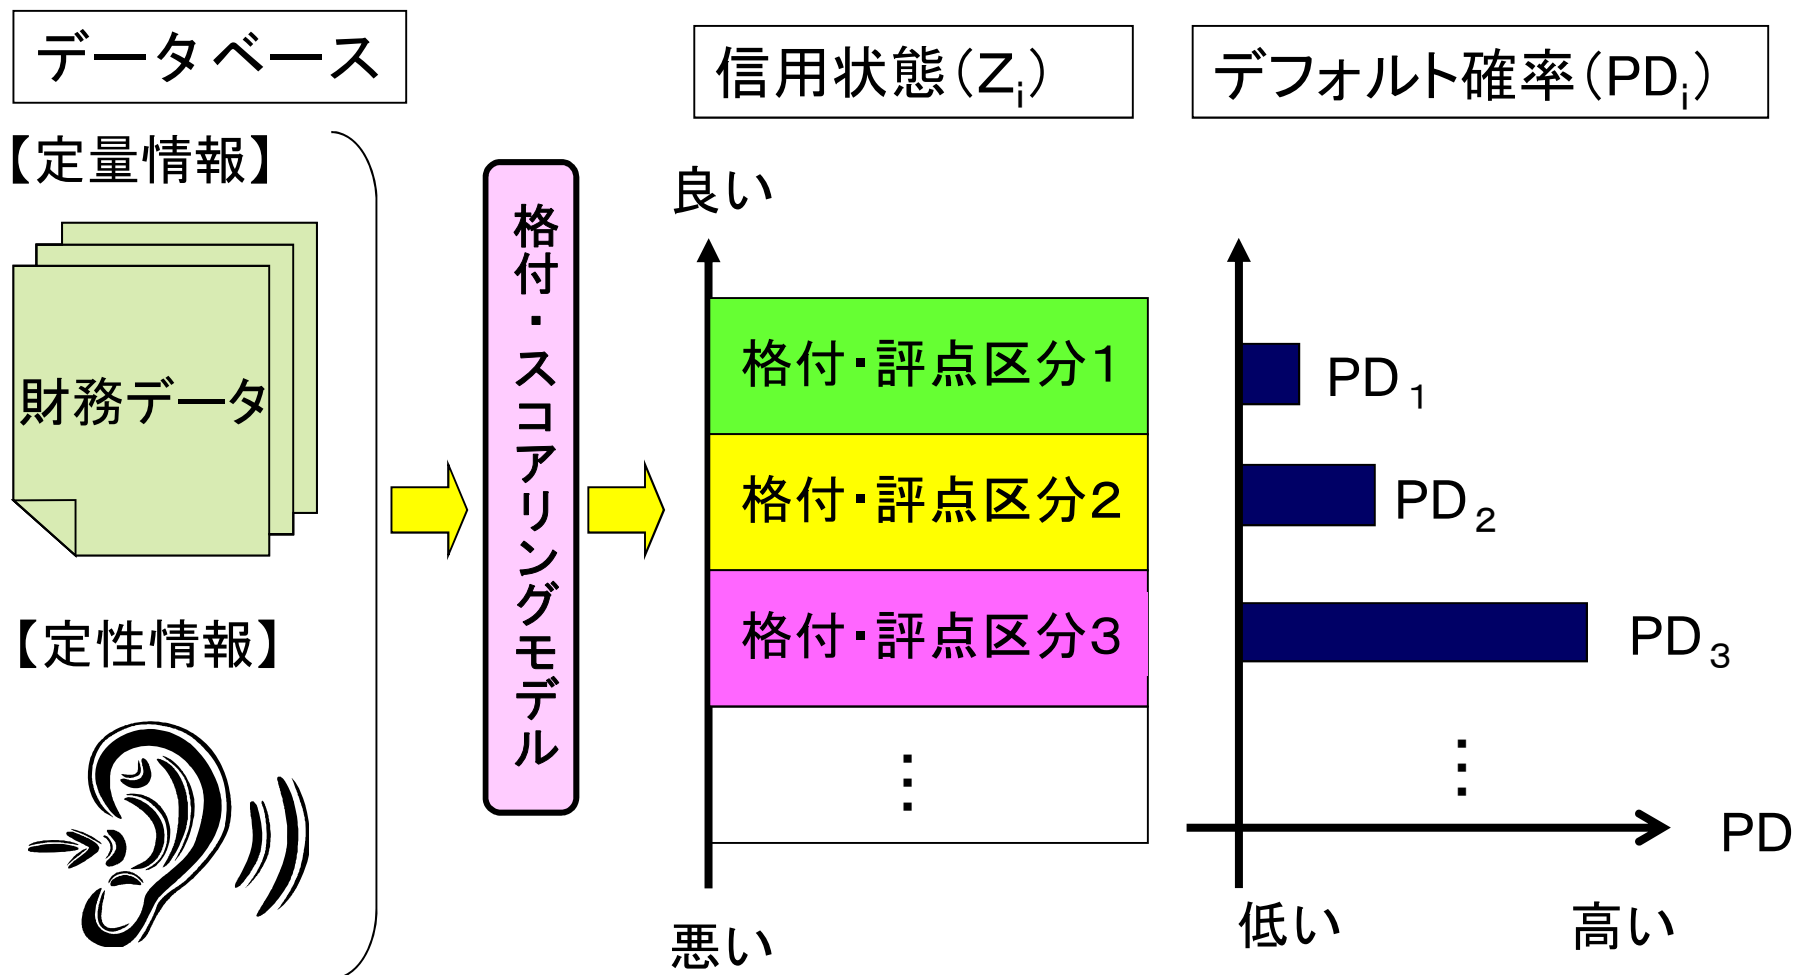 データベース
【定量情報】
財務データ
【定性情報】
格付・スコアリングモデル
信用状態(Zi)
良い
格付・評点区分1
格付・評点区分2
格付・評点区分3
⋮
悪い
デフォルト確率(PDi)
PD1
PD2
PD3
⋮
PD
低い
高い